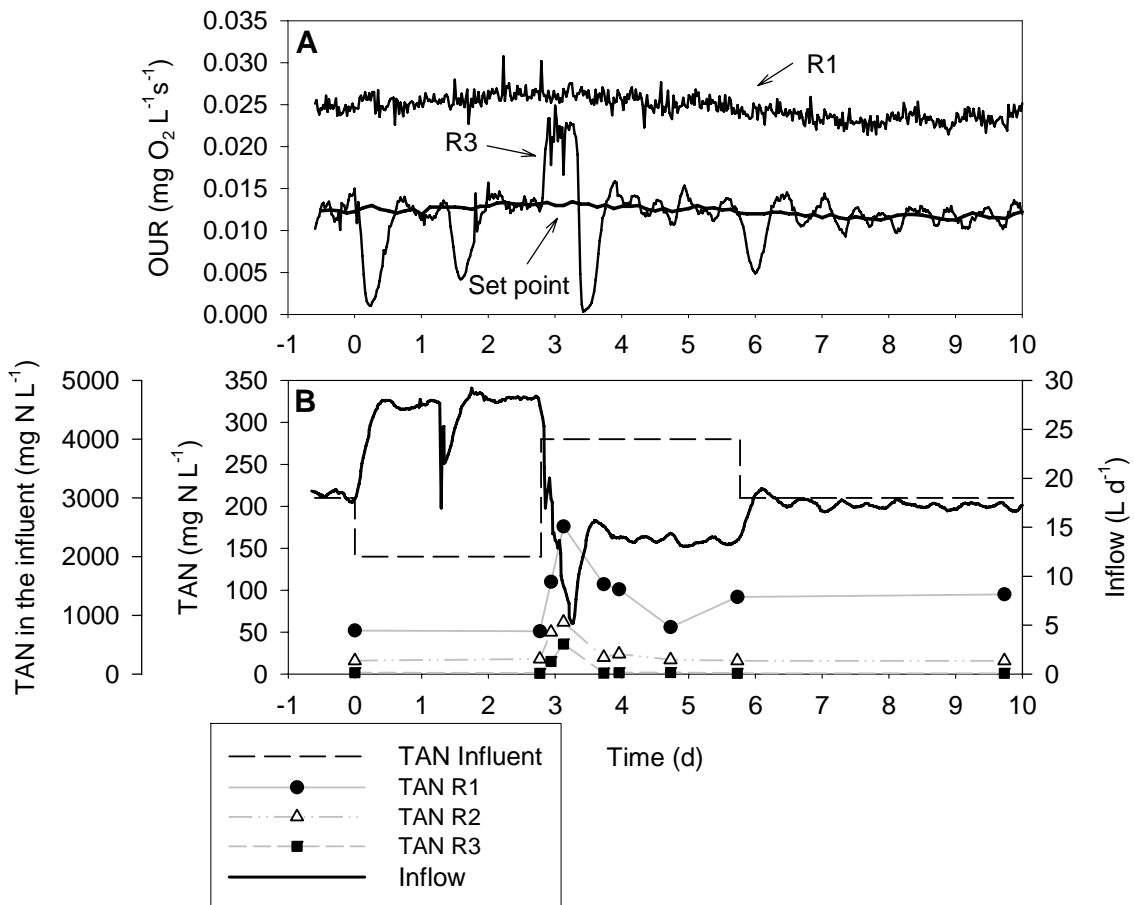 A
0.035
0.030
0.025
0.020
0.015
0.010
0.005
0.000
OUR (mg O2 L-1s-1)
R1
R3
Set point
-1 0 1 2 3 4 5 6 7 8 9 10
B
5000
4000
3000
2000
1000
0
TAN in the influent (mg N L-1)
350
300
250
200
150
100
50
0
TAN (mg N L-1)
30
25
20
15
10
5
0
Inflow (L d-1)
-1 0 1 2 3 4 5 6 7 8 9 10
Time (d)
TAN Influent
TAN R1
TAN R2
TAN R3
Inflow